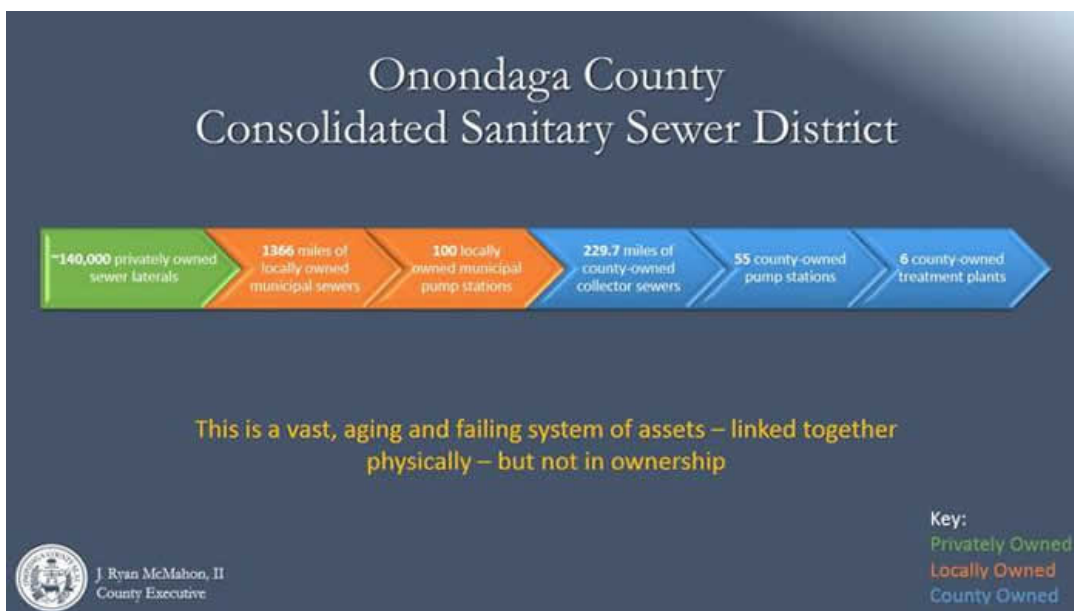 Onondaga County
Consolidated Sanitary Sewer District
~140,000 privately owned
sewer laterals
1366 miles of
locally owned
municipal sewers
100 locally
owned municipal
pump stations
229.7 miles of
county-owned
collector sewers
55 county-owned
pump stations
6 county-owned
treatment plants
This is a vast, aging and failing system of assets – linked together
physically – but not in ownership
Key:
Privately Owned
Locally Owned
County Owned
J. Ryan McMahon, II
County Executive